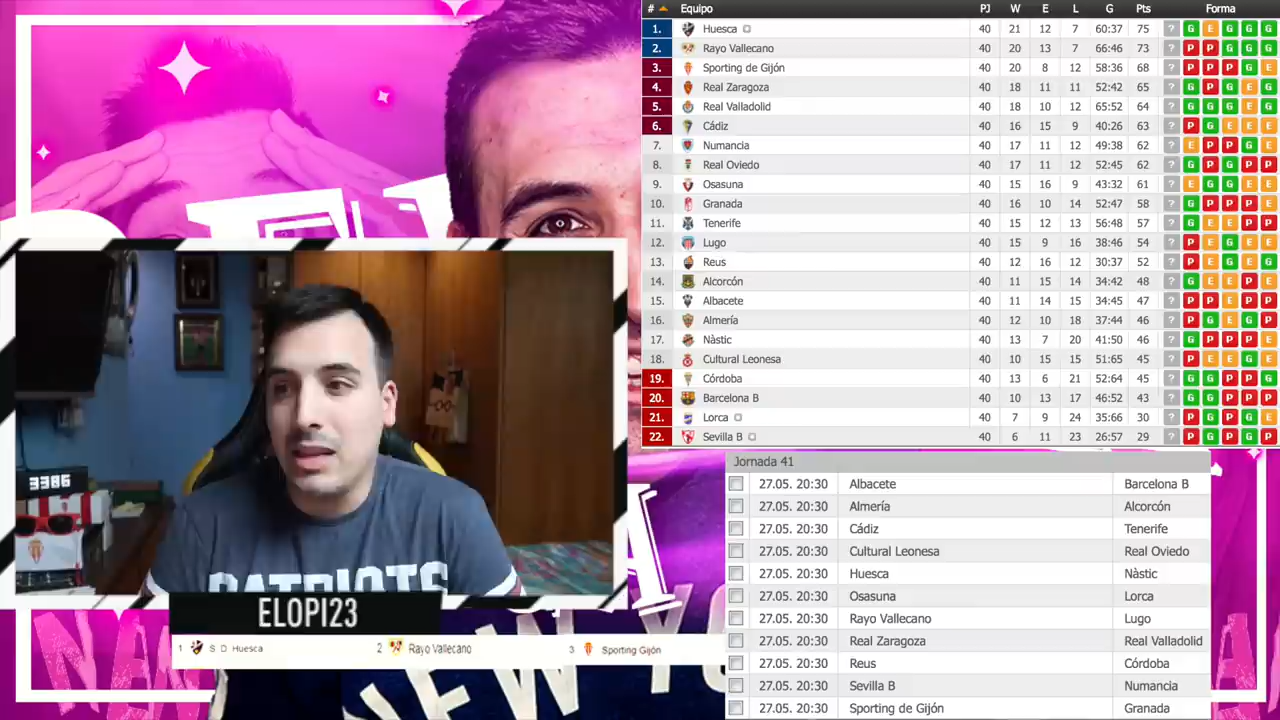 # Equipo PJ W E L G Pts Forma
1. Huesca 40 21 12 7 60:37 75 ? G E G G G
2. Rayo Vallecano 40 20 13 7 66:46 73 ? P P G G G
3. Sporting de Gijón 40 20 8 12 58:36 68 ? P P P G E
4. Real Zaragoza 40 18 11 11 52:42 65 ? G P G E G
5. Real Valladolid 40 18 10 12 65:52 64 ? G G G E G
6. Cádiz 40 16 15 9 40:26 63 ? P G E E E
7. Numancia 40 17 11 12 49:38 62 ? E P P G E
8. Real Oviedo 40 17 11 12 52:45 62 ? G P G P P
9. Osasuna 40 15 16 9 43:32 61 ? E G G E E
10. Granada 40 16 10 14 52:47 58 ? G P P P E
11. Tenerife 40 15 12 13 56:46 57 ? G E E P P
12. Lugo 40 15 9 16 38:46 54 ? P E G E E
13. Reus 40 12 16 12 30:37 52 ? P E G E G
14. Alcorcón 40 11 15 14 34:41 48 ? G E E P E
15. Albacete 40 11 14 15 34:45 47 ? P P E P P
16. Almería 40 12 10 18 37:44 46 ? P G E G P
17. Nàstic 40 13 7 20 41:50 46 ? G P P P E
18. Cultural Leonesa 40 10 15 15 51:65 45 ? P E E G E
19. Córdoba 40 13 6 21 52:64 45 ? G G P P G
20. Barcelona B 40 10 13 17 46:52 43 ? G G P P P
21. Lorca 40 7 9 24 30 ? P G P G E
22. Sevilla B 40 6 11 23 26:57 29 ? P G P G P
Jornada 41
27.05. 20:30 Albacete Barcelona B
27.05. 20:30 Almería Alcorcón
27.05. 20:30 Cádiz Tenerife
27.05. 20:30 Cultural Leonesa Real Oviedo
27.05. 20:30 Huesca Nàstic
27.05. 20:30 Osasuna Lorca
27.05. 20:30 Rayo Vallecano Lugo
27.05. 20:30 Real Zaragoza Real Valladolid
27.05. 20:30 Reus Córdoba
27.05. 20:30 Sevilla B Numancia
27.05. 20:30 Sporting de Gijón Granada
3386
PATRIOTS
ELOPI23
1 S D Huesca 2 Rayo Vallecano 3 Sporting Gijón
NEW YO